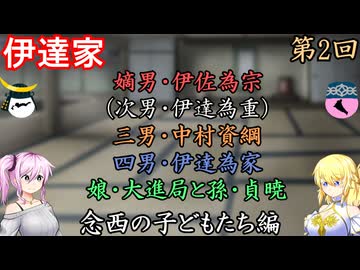 伊達家
第2回
嫡男・伊佐為宗
(次男・伊達為重)
三男・中村資綱
四男・伊達為家
娘・大進局と孫・貞暁
念西の子どもたち編